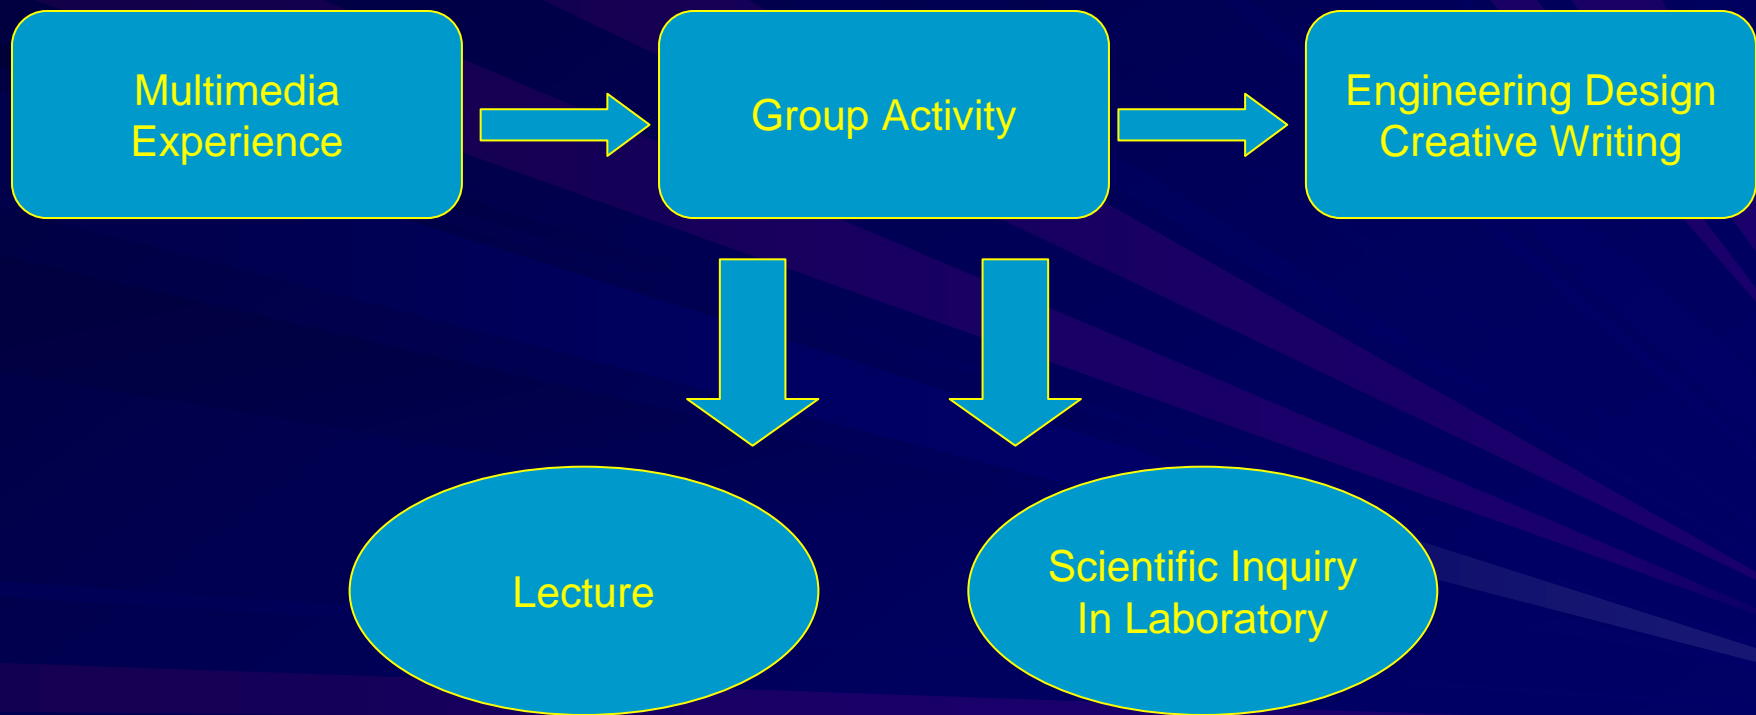 Multimedia
Experience
Group Activity
Engineering Design
Creative Writing
Lecture
Scientific Inquiry
In Laboratory